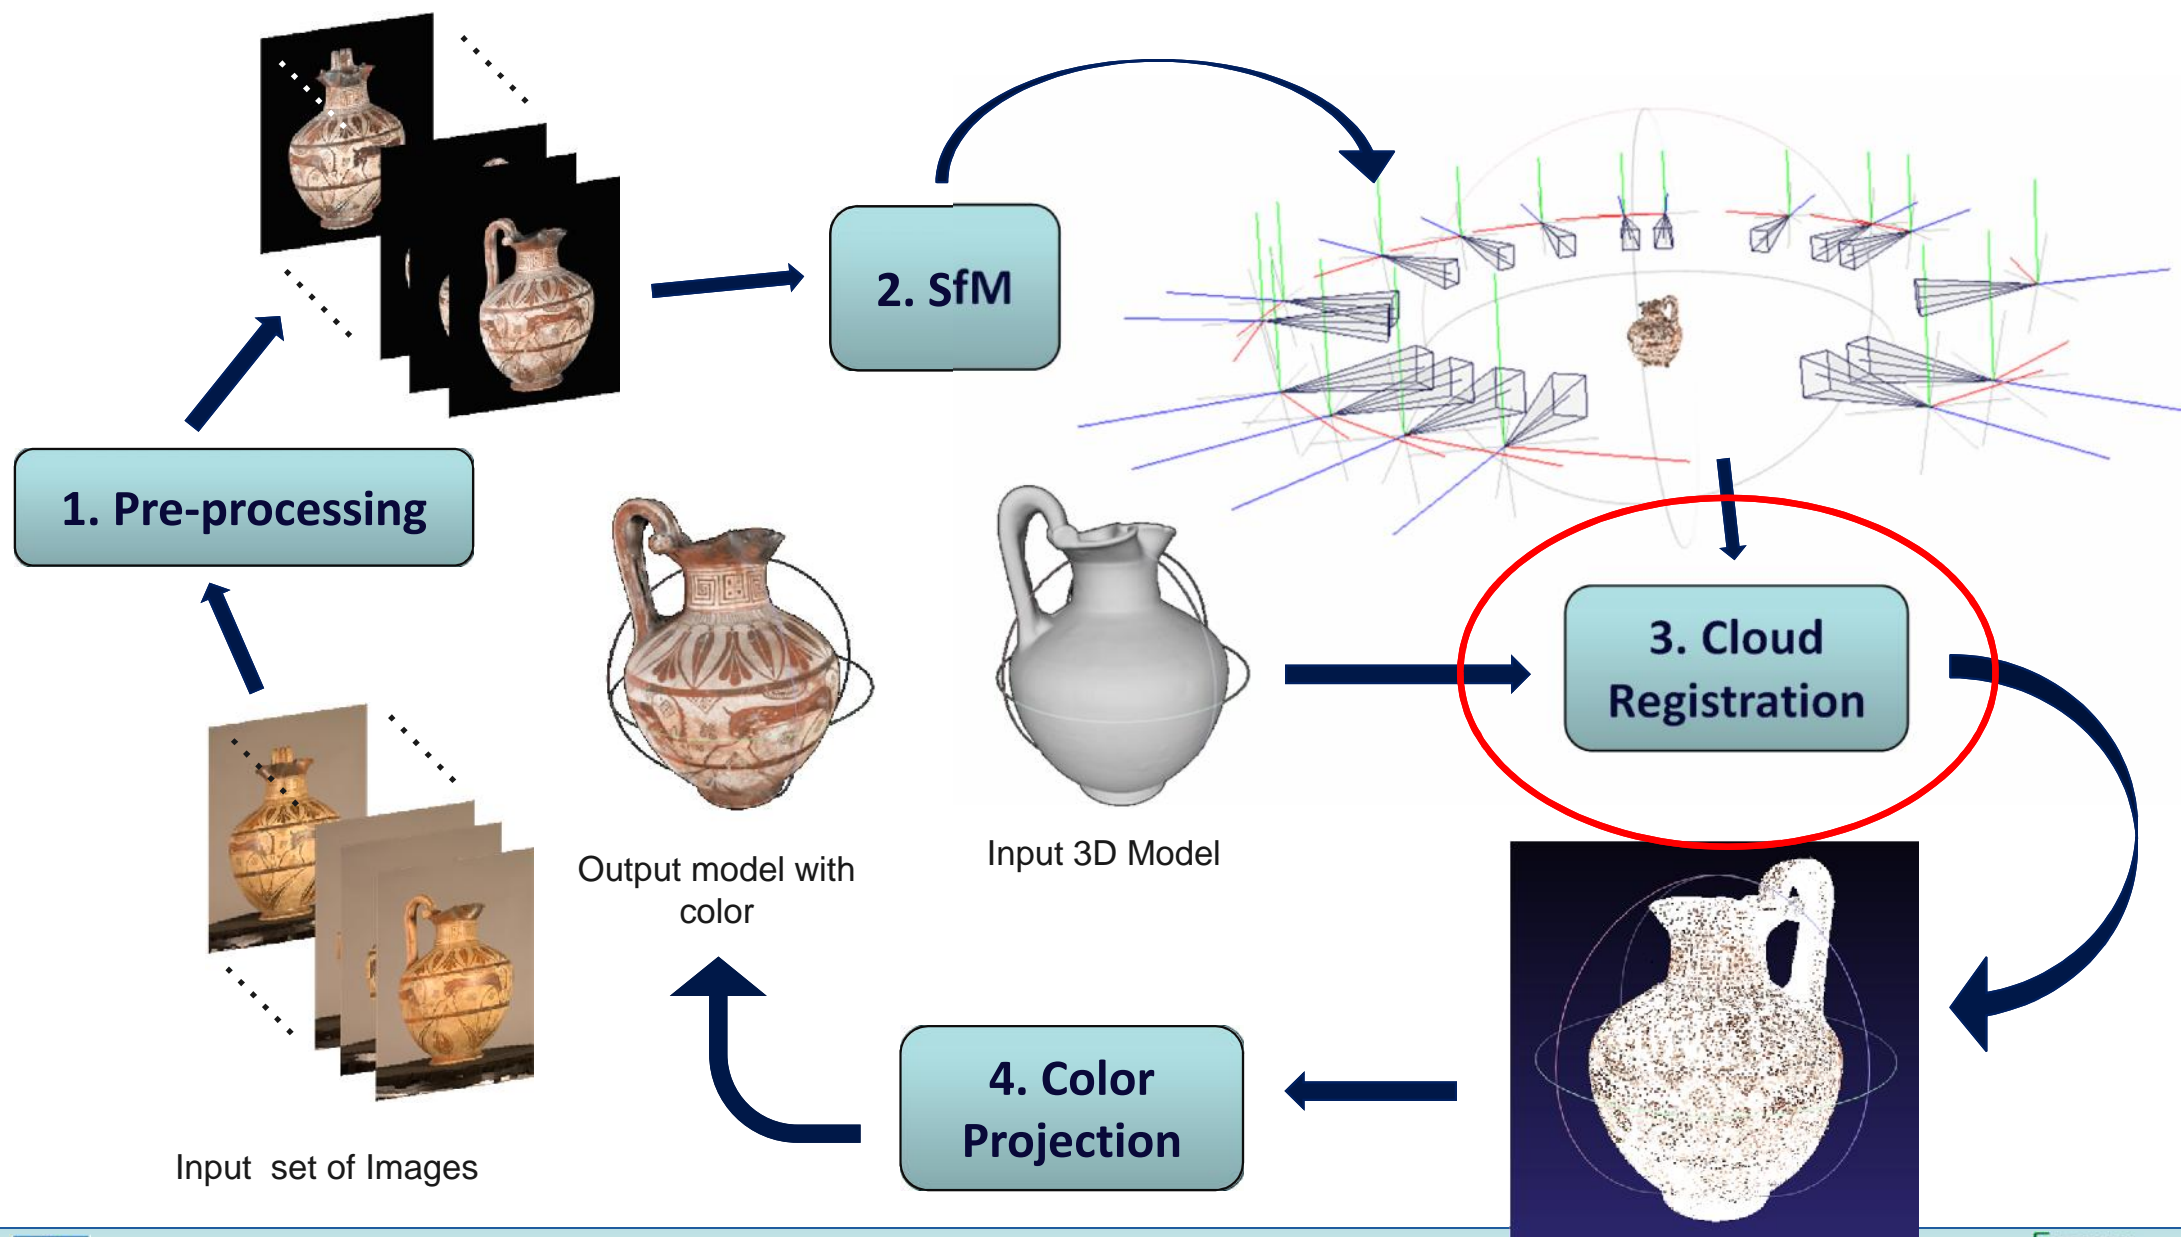 2. SfM
1. Pre-processing
3. Cloud
Registration
Input 3D Model
Output model with
color
4. Color
Projection
Input set of Images